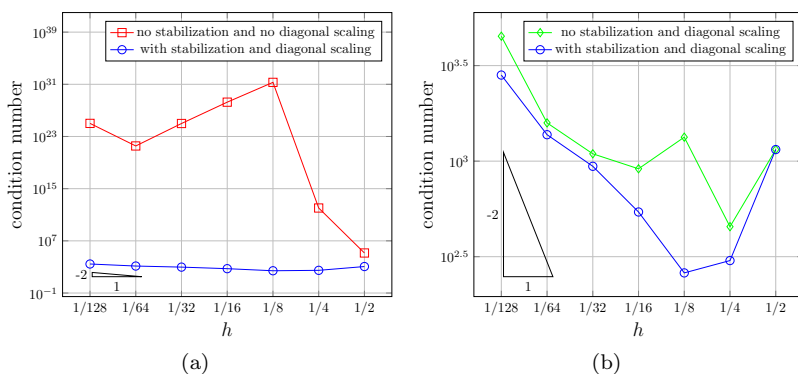 10^39
10^31
10^23
10^15
10^7
10^−1
condition number
no stabilization and no diagonal scaling
with stabilization and diagonal scaling
-2
1
1/128 1/64 1/32 1/16 1/8 1/4 1/2
h
(a)
10^3.5
10^3
10^2.5
condition number
no stabilization and diagonal scaling
with stabilization and diagonal scaling
-2
1
1/128 1/64 1/32 1/16 1/8 1/4 1/2
h
(b)